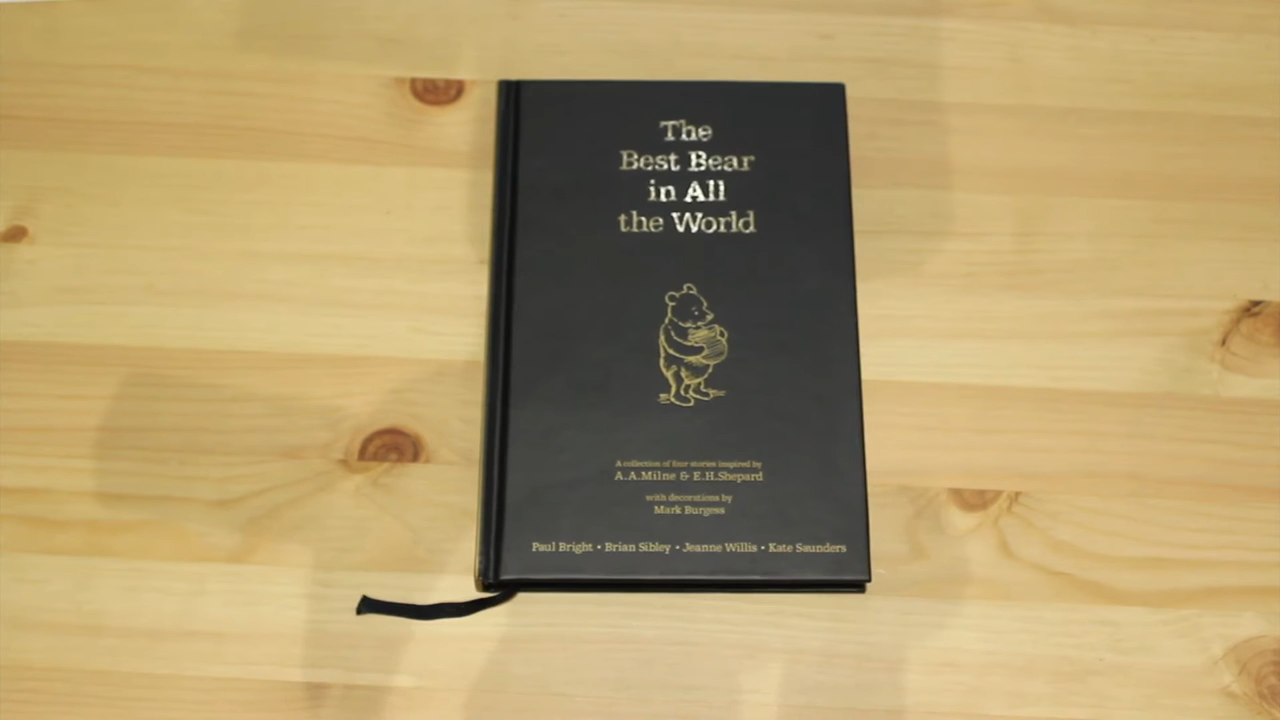 The
Best Bear
in All
the World
A collection of four stories inspired by
A.A.Milne & E.H.Shepard
with decorations by
Mark Burgess
Paul Bright • Brian Sibley • Jeanne Willis • Kate Saunders